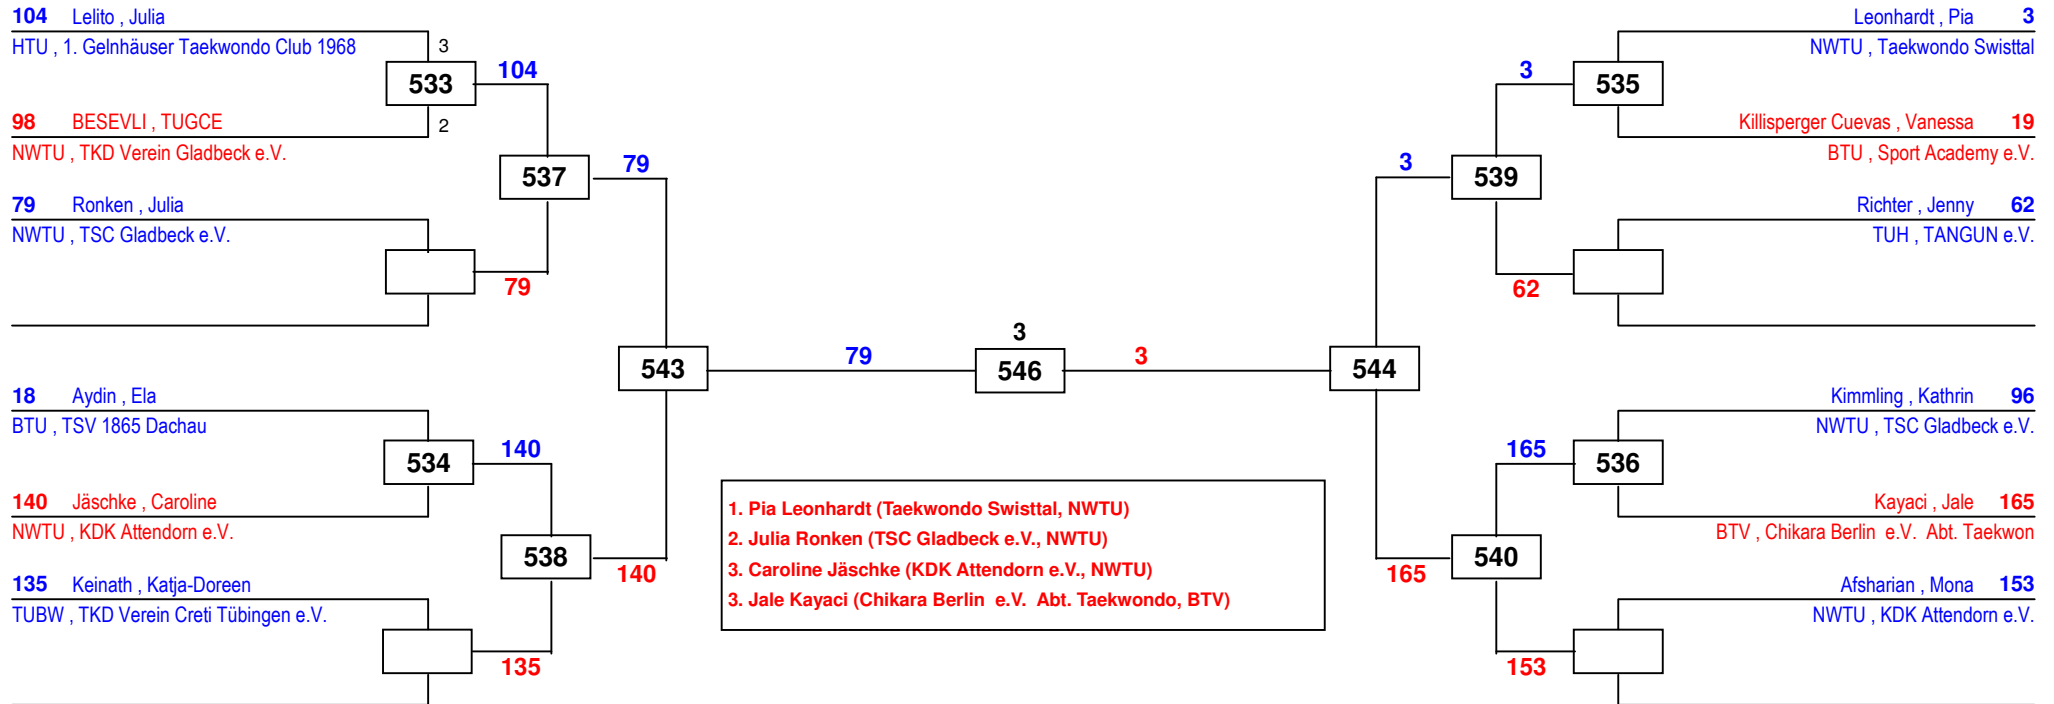 104 Lelito , Julia
HTU , 1. Gelnhäuser Taekwondo Club 1968
3
533
104
98 BESEVLI , TUGCE
2
NWTU , TKD Verein Gladbeck e.V.
537
79
79 Ronken , Julia
NWTU , TSC Gladbeck e.V.
79
543
79
18 Aydin , Ela
BTU , TSV 1865 Dachau
534
140
140 Jäschke , Caroline
NWTU , KDK Attendorn e.V.
538
140
135 Keinath , Katja-Doreen
TUBW , TKD Verein Creti Tübingen e.V.
135
3
546
3
1. Pia Leonhardt (Taekwondo Swisttal, NWTU)
2. Julia Ronken (TSC Gladbeck e.V., NWTU)
3. Caroline Jäschke (KDK Attendorn e.V., NWTU)
3. Jale Kayaci (Chikara Berlin e.V. Abt. Taekwondo, BTV)
Leonhardt , Pia 3
NWTU , Taekwondo Swisttal
3
535
Killisperger Cuevas , Vanessa 19
BTU , Sport Academy e.V.
3
539
Richter , Jenny 62
TUH , TANGUN e.V.
62
544
Kimmling , Kathrin 96
NWTU , TSC Gladbeck e.V.
165
536
Kayaci , Jale 165
BTV , Chikara Berlin e.V. Abt. Taekwon
540
165
Afsharian , Mona 153
NWTU , KDK Attendorn e.V.
153